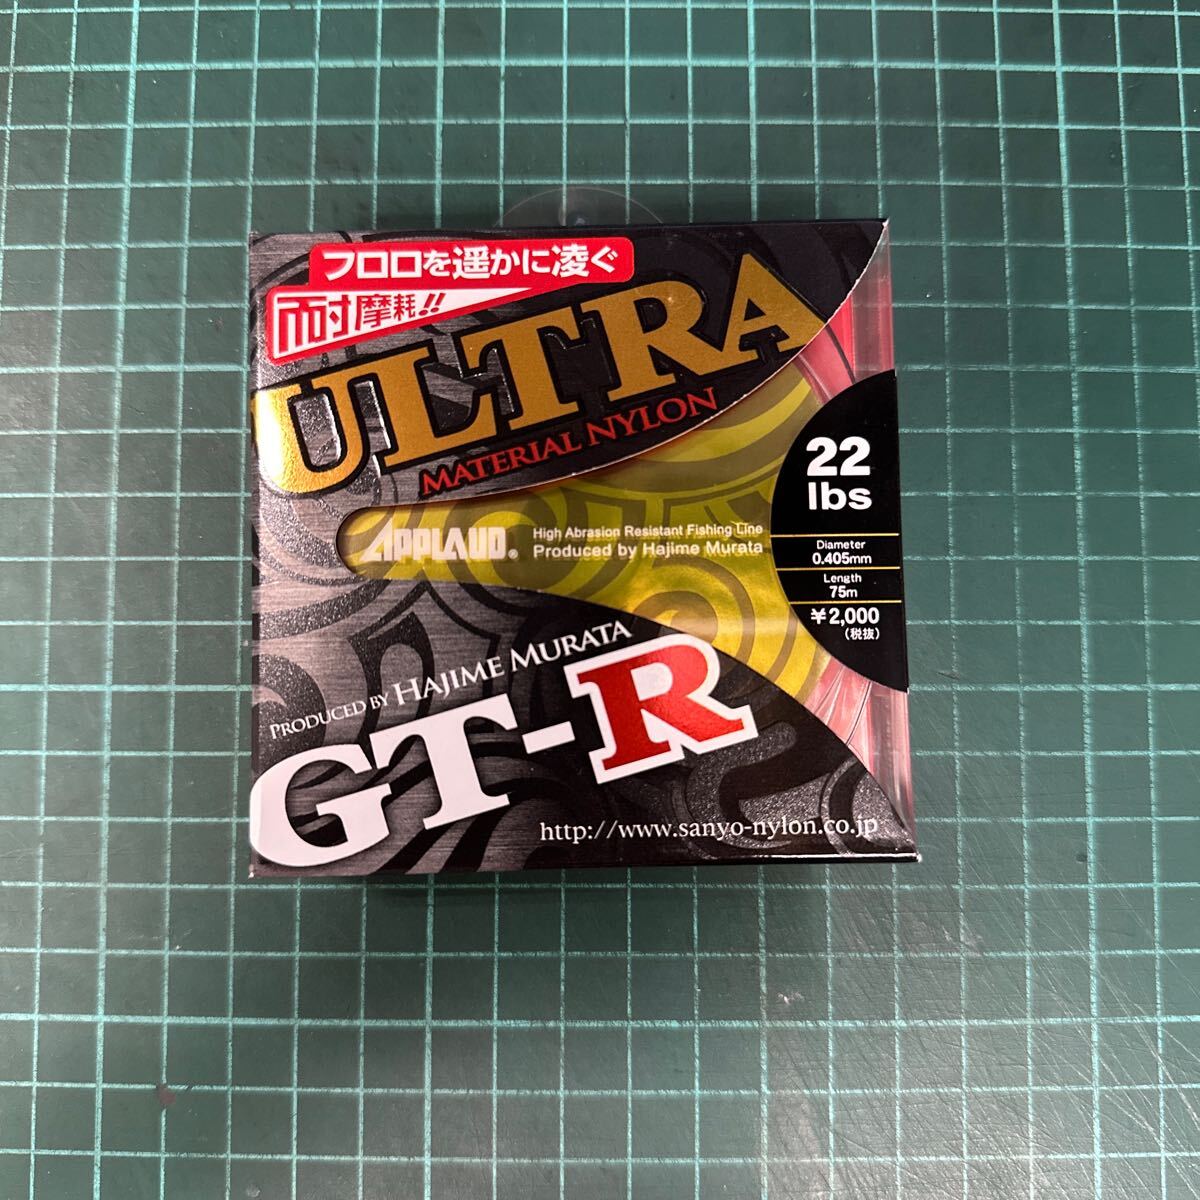 フロロを遥かに凌ぐ
耐摩耗!!
ULTRA
MATERIAL NYLON
22
lbs
APPLAUD®
High Abrasion Resistant Fishing Line
Produced by Hajime Murata
Diameter
0.405mm
Length
75m
¥2,000
(税抜)
PRODUCED BY HAJIME MURATA
GT-R
http://www.sanyo-nylon.co.jp